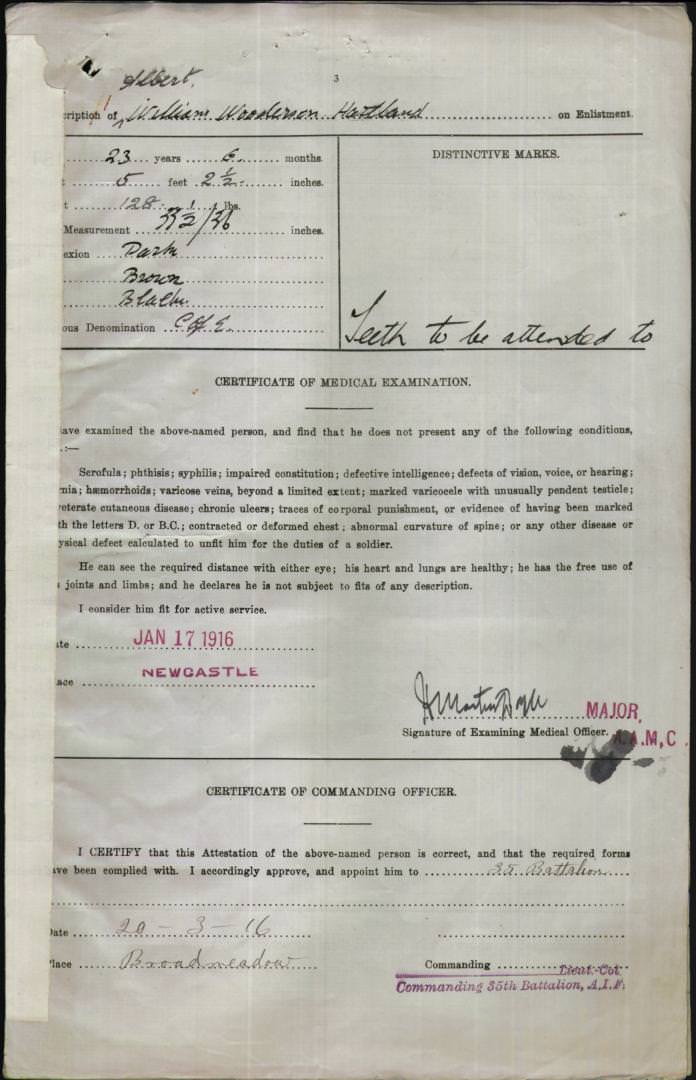 3
Albert
cription of William Wooderson Hartland on Enlistment.
23 years 6 months.
5 feet 2 1/2 inches.
128 lbs.
Measurement 33 1/2/36 inches.
exion Dark
Brown
Black
ous Denomination C of E.
DISTINCTIVE MARKS.
Teeth to be attended to
CERTIFICATE OF MEDICAL EXAMINATION.
ave examined the above-named person, and find that he does not present any of the following conditions,
.:—
Scrofula; phthisis; syphilis; impaired constitution; defective intelligence; defects of vision, voice, or hearing;
nia; hæmorrhoids; varicose veins, beyond a limited extent; marked varicocele with unusually pendent testicle;
veterate cutaneous disease; chronic ulcers; traces of corporal punishment, or evidence of having been marked
th the letters D. or B.C.; contracted or deformed chest; abnormal curvature of spine; or any other disease or
ysical defect calculated to unfit him for the duties of a soldier.
He can see the required distance with either eye; his heart and lungs are healthy; he has the free use of
s joints and limbs; and he declares he is not subject to fits of any description.
I consider him fit for active service.
ate JAN 17 1916
lace NEWCASTLE
MAJOR,
Signature of Examining Medical Officer. A.A.M,C
CERTIFICATE OF COMMANDING OFFICER.
I CERTIFY that this Attestation of the above-named person is correct, and that the required forms
ave been complied with. I accordingly approve, and appoint him to 35 Battalion
Date 20 - 3 - 16
Place Broadmeadow
Commanding Lieut.-Col.
Commanding 35th Battalion, A.I.F.